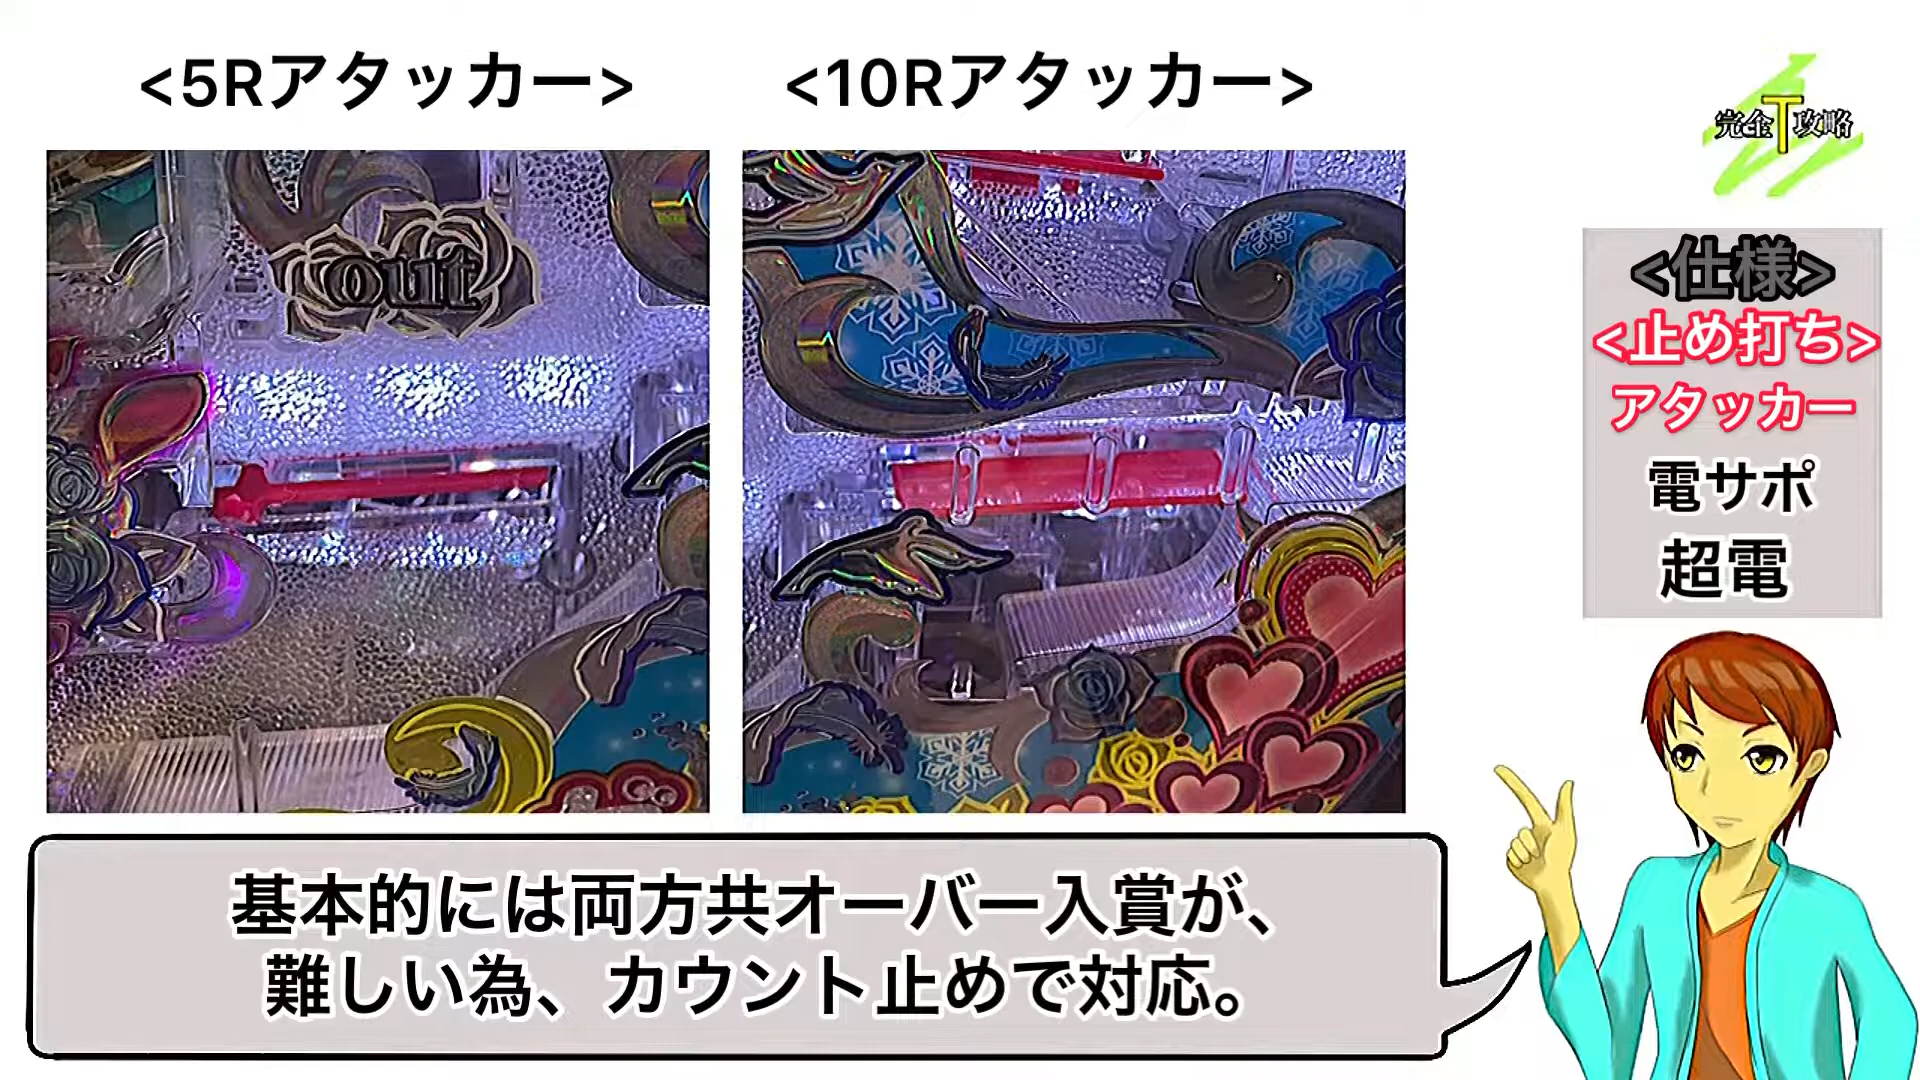 <5Rアタッカー>
<10Rアタッカー>
完全T攻略
out
<仕様>
<止め打ち>
アタッカー
電サポ
超電
基本的には両方共オーバー入賞が、
難しい為、カウント止めで対応。